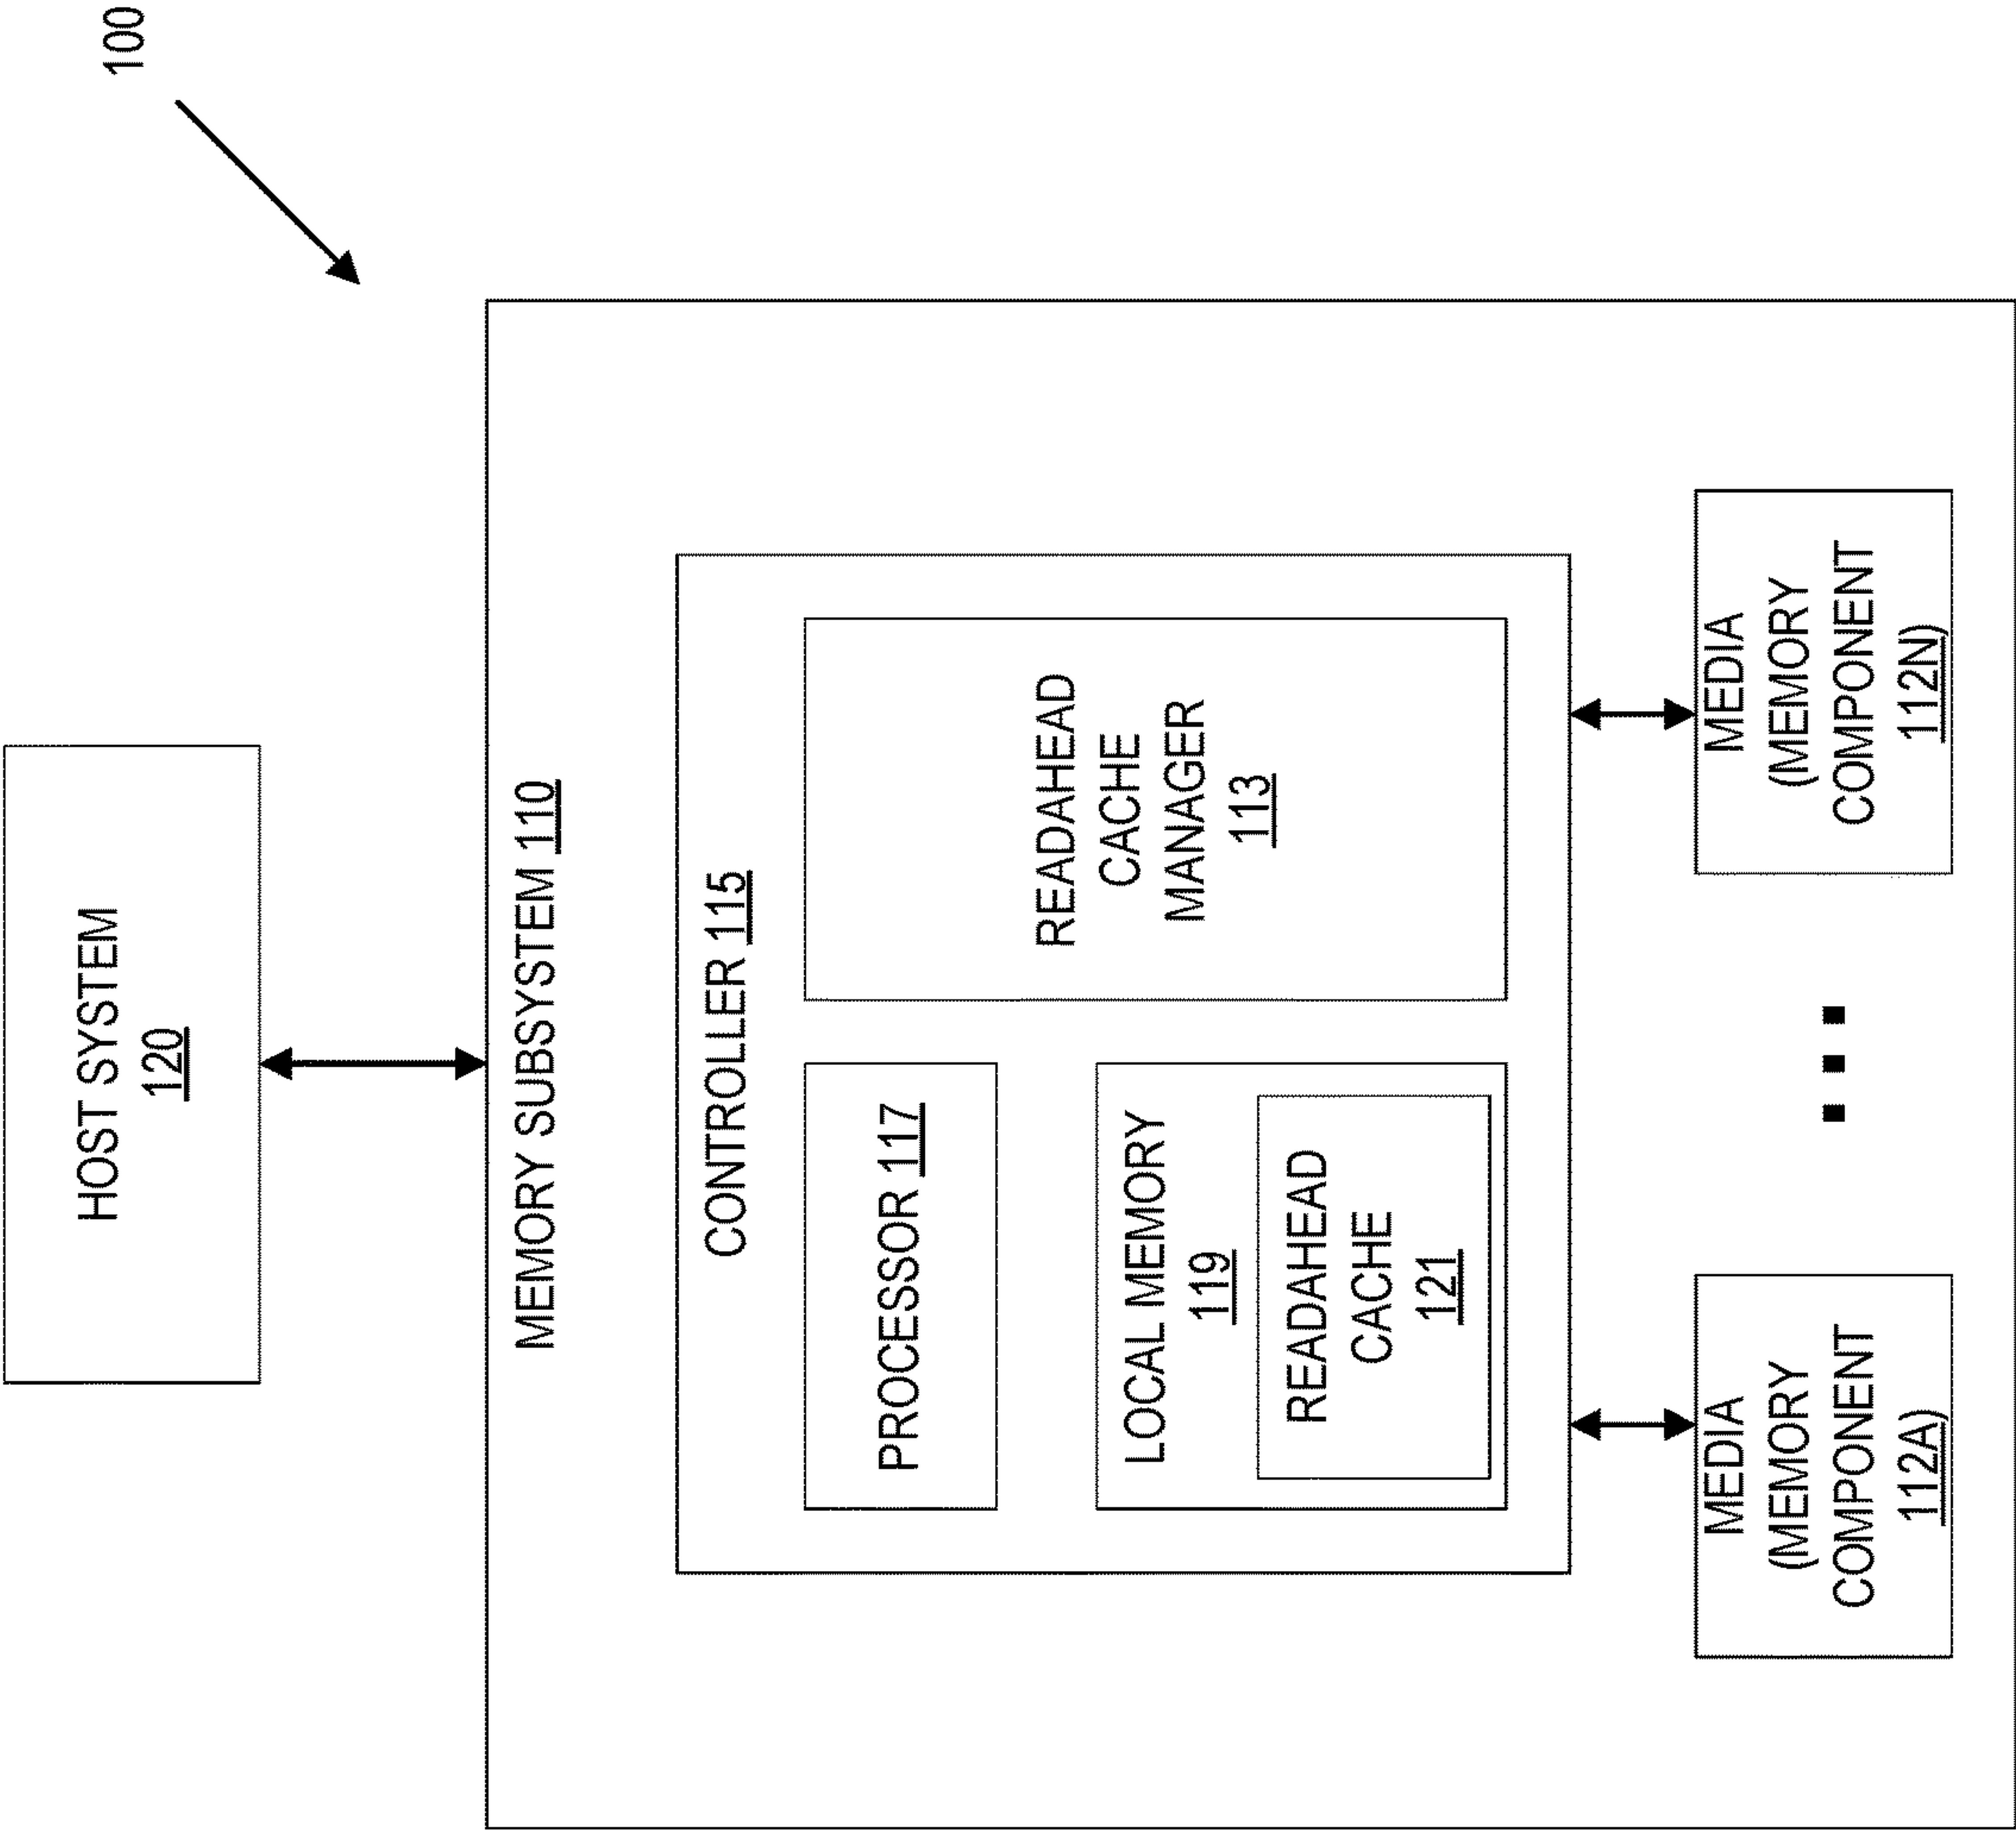 100
HOST SYSTEM
120
MEMORY SUBSYSTEM 110
CONTROLLER 115
PROCESSOR 117
LOCAL MEMORY
119
READAHEAD
CACHE
121
READAHEAD
CACHE
MANAGER
113
MEDIA
(MEMORY
COMPONENT
112A)
MEDIA
(MEMORY
COMPONENT
112N)